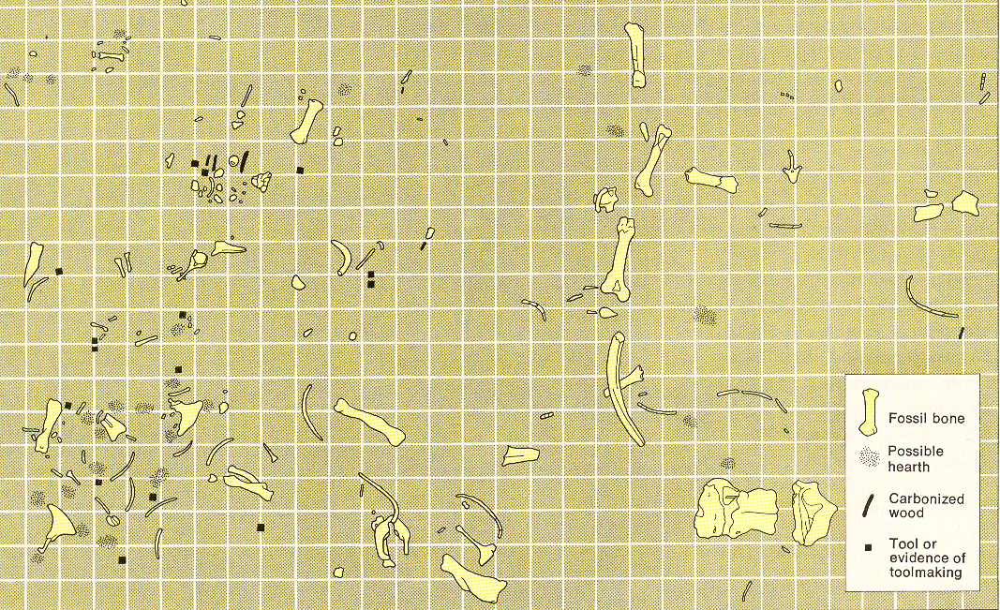 Fossil bone
Possible
hearth
Carbonized
wood
Tool or
evidence of
toolmaking